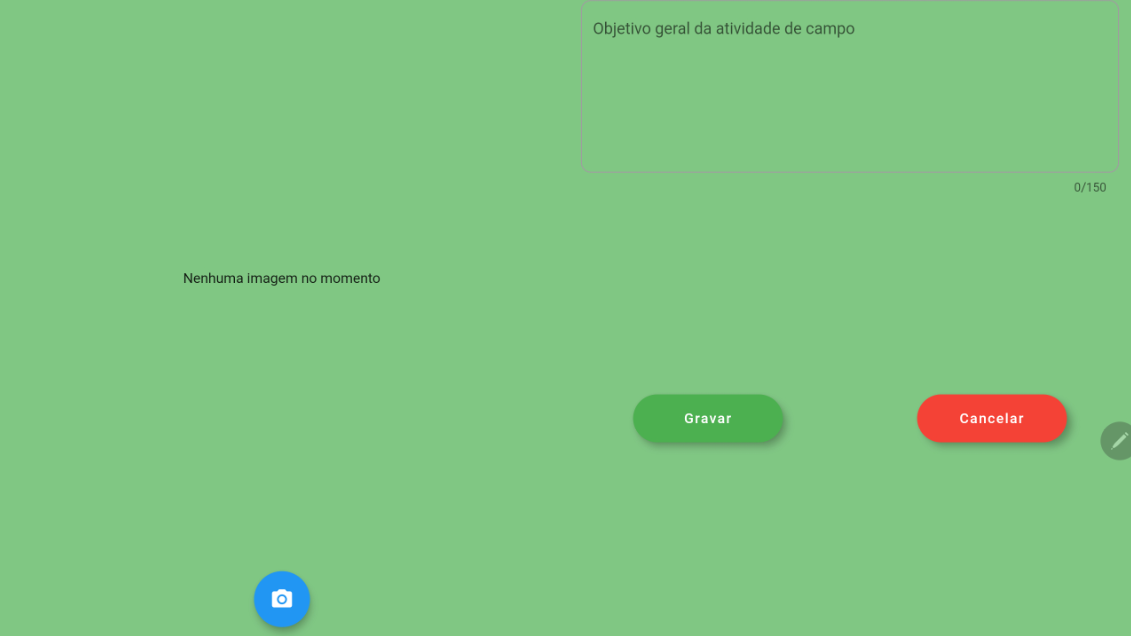 Objetivo geral da atividade de campo
0/150
Nenhuma imagem no momento
Gravar
Cancelar